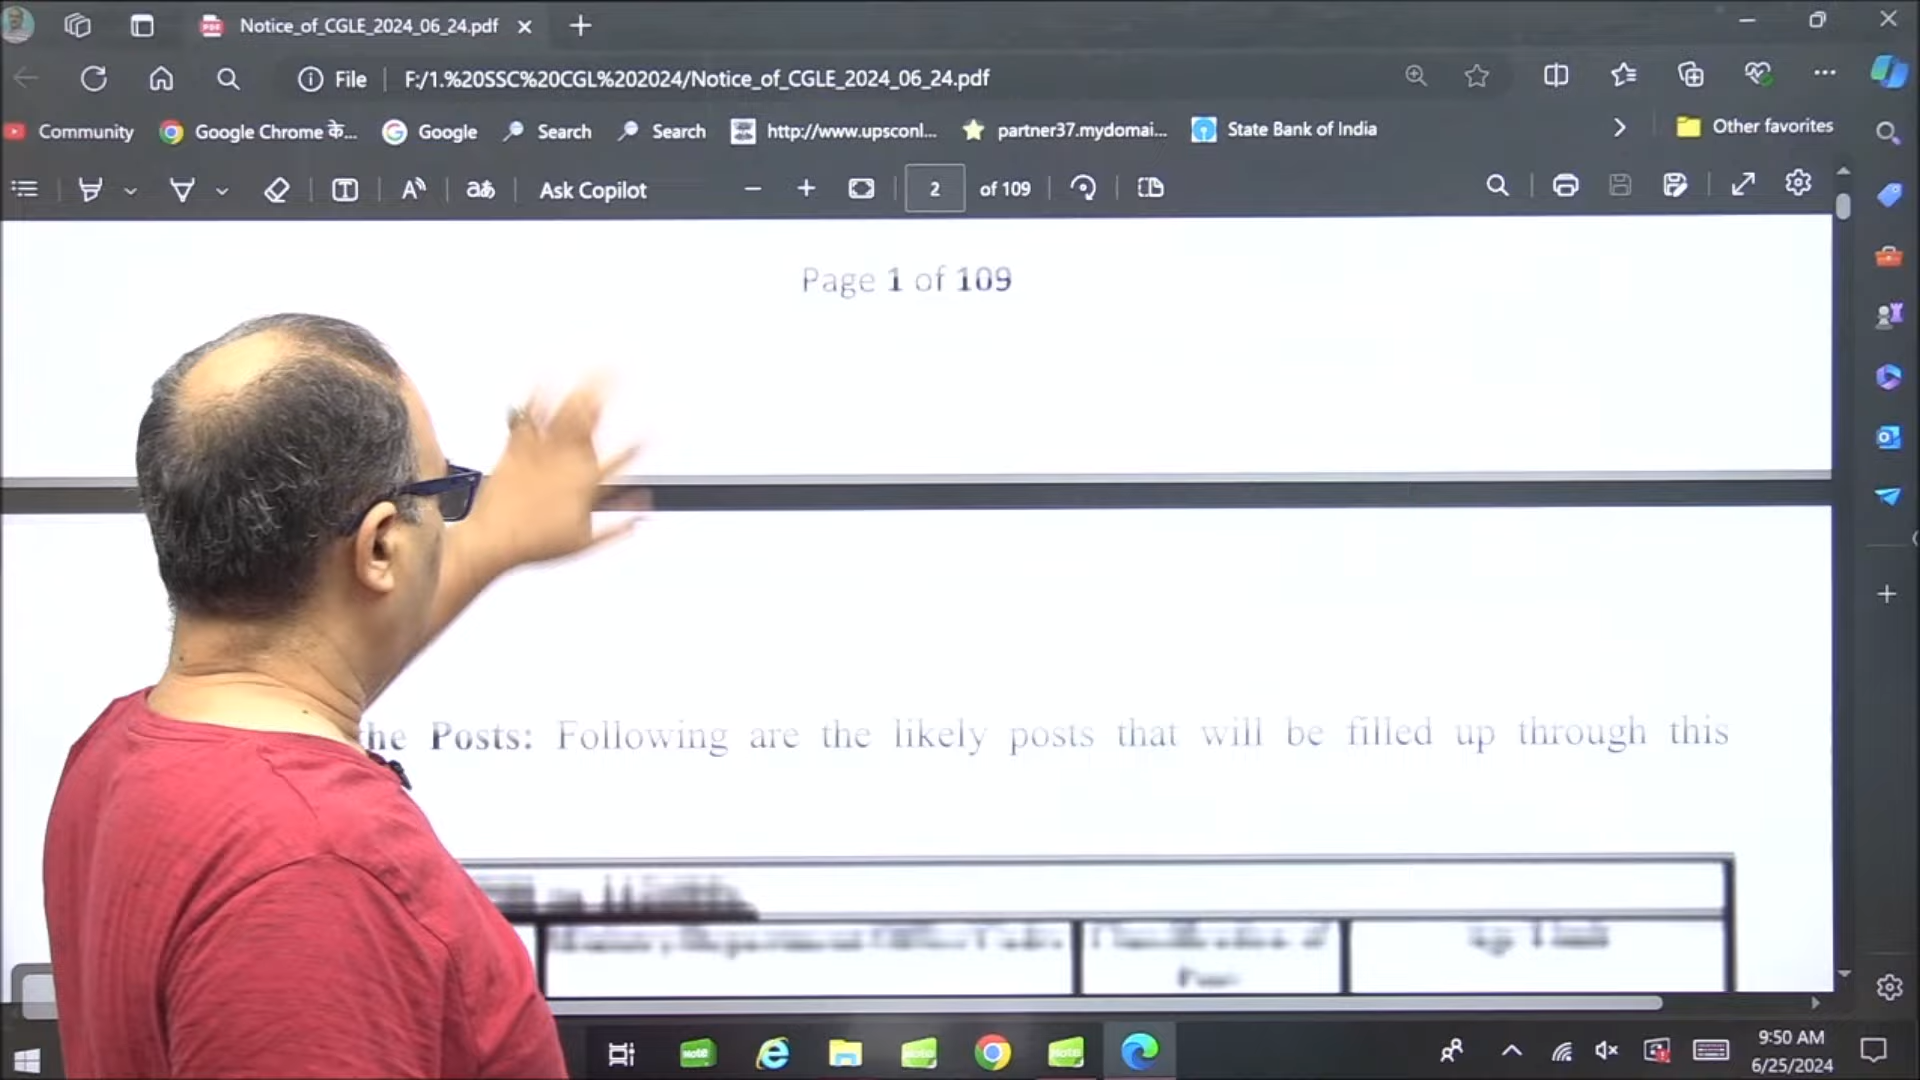 Notice_of_CGLE_2024_06_24.pdf
File
F:/1.%20SSC%20CGL%202024/Notice_of_CGLE_2024_06_24.pdf
Community
Google Chrome के...
Google
Search
Search
http://www.upsconl...
partner37.mydomai...
State Bank of India
Other favorites
Ask Copilot
2 of 109
Page 1 of 109
he Posts: Following are the likely posts that will be filled up through this
Age Limit
9:50 AM
6/25/2024